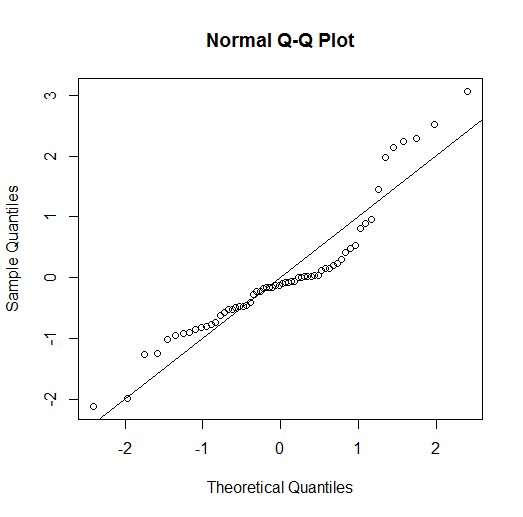 Normal Q-Q Plot
3
2
1
0
-1
-2
Sample Quantiles
-2 -1 0 1 2
Theoretical Quantiles